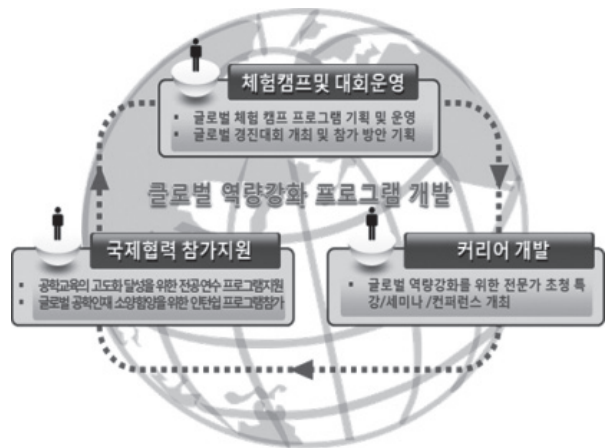 체험캠프및 대회운영
▪ 글로벌 체험 캠프 프로그램 기획 및 운영
▪ 글로벌 경진대회 개최 및 참가 방안 기획
글로벌 역량강화 프로그램 개발
국제협력 참가지원
▪ 공학교육의 고도화 달성을 위한 전공연수 프로그램지원
▪ 글로벌 공학인재 소양함양을 위한 인턴쉽 프로그램참가
커리어 개발
▪ 글로벌 역량강화를 위한 전문가 초청 특
강/세미나 /컨퍼런스 개최